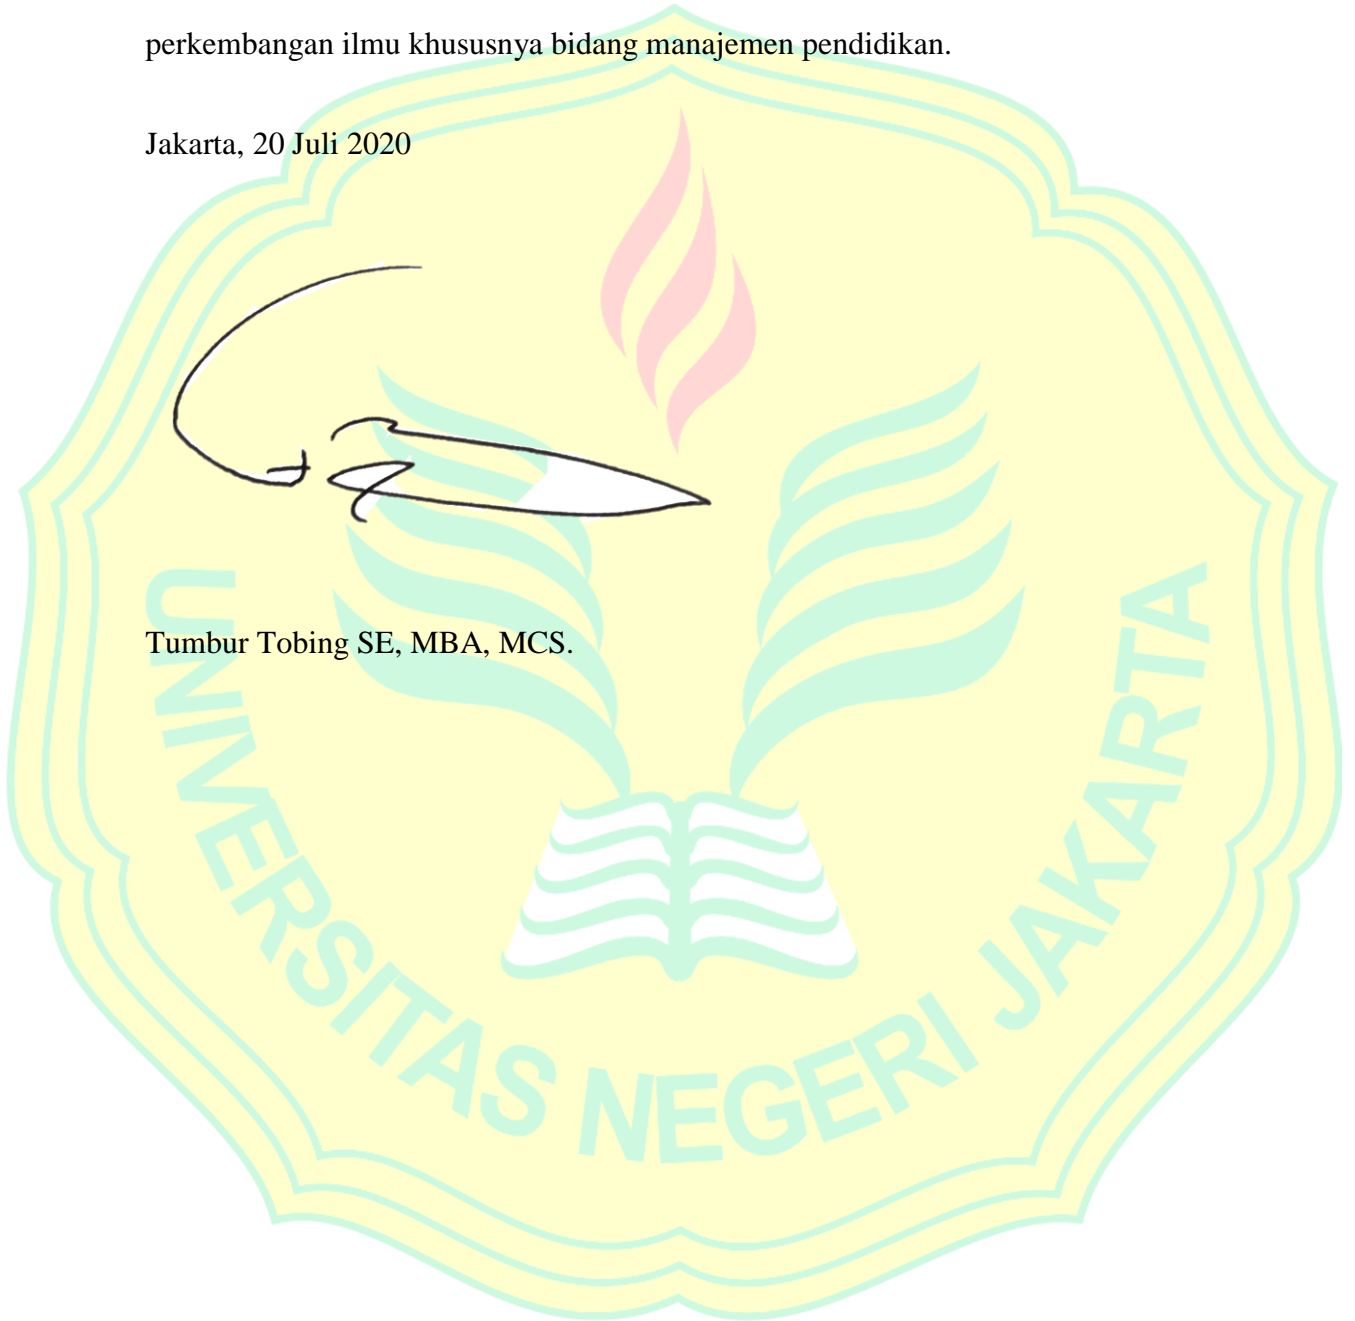 perkembangan ilmu khususnya bidang manajemen pendidikan.
Jakarta, 20 Juli 2020
Tumbur Tobing SE, MBA, MCS.
UNIVERSITAS NEGERI JAKARTA